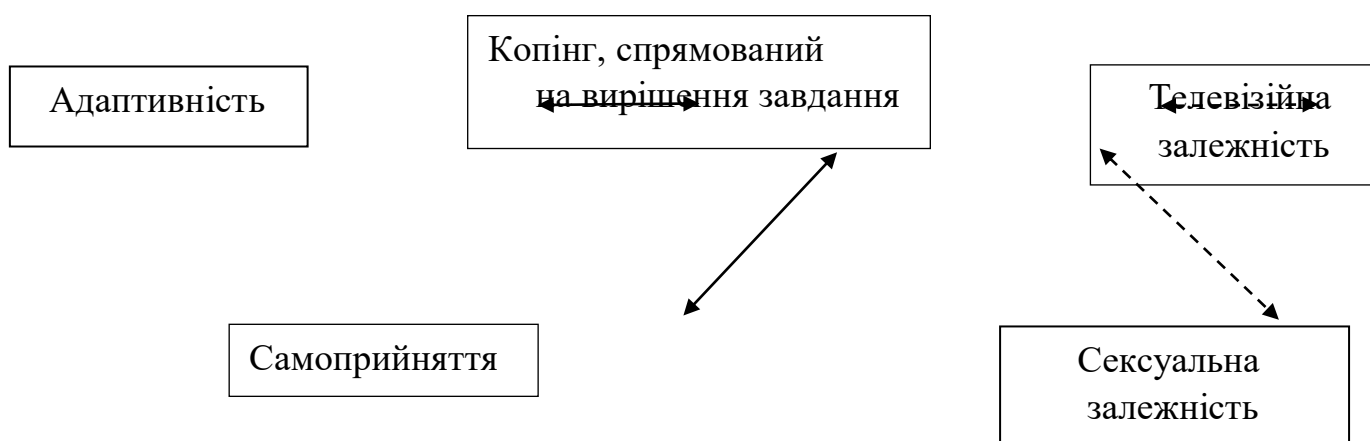 Адаптивність
Копінг, спрямований
на вирішення завдання
Телевізійна
залежність
Самоприйняття
Сексуальна
залежність